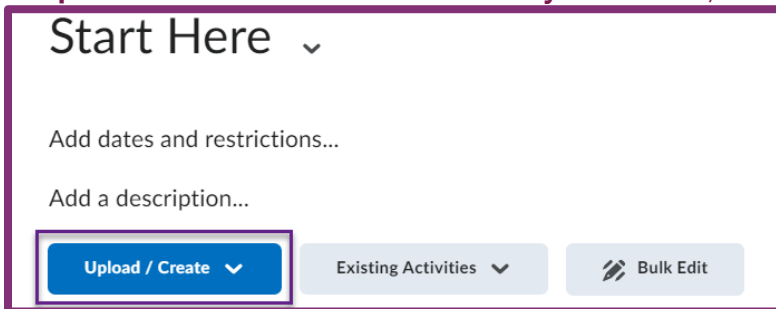 Start Here
Add dates and restrictions...
Add a description...
Upload / Create Existing Activities Bulk Edit